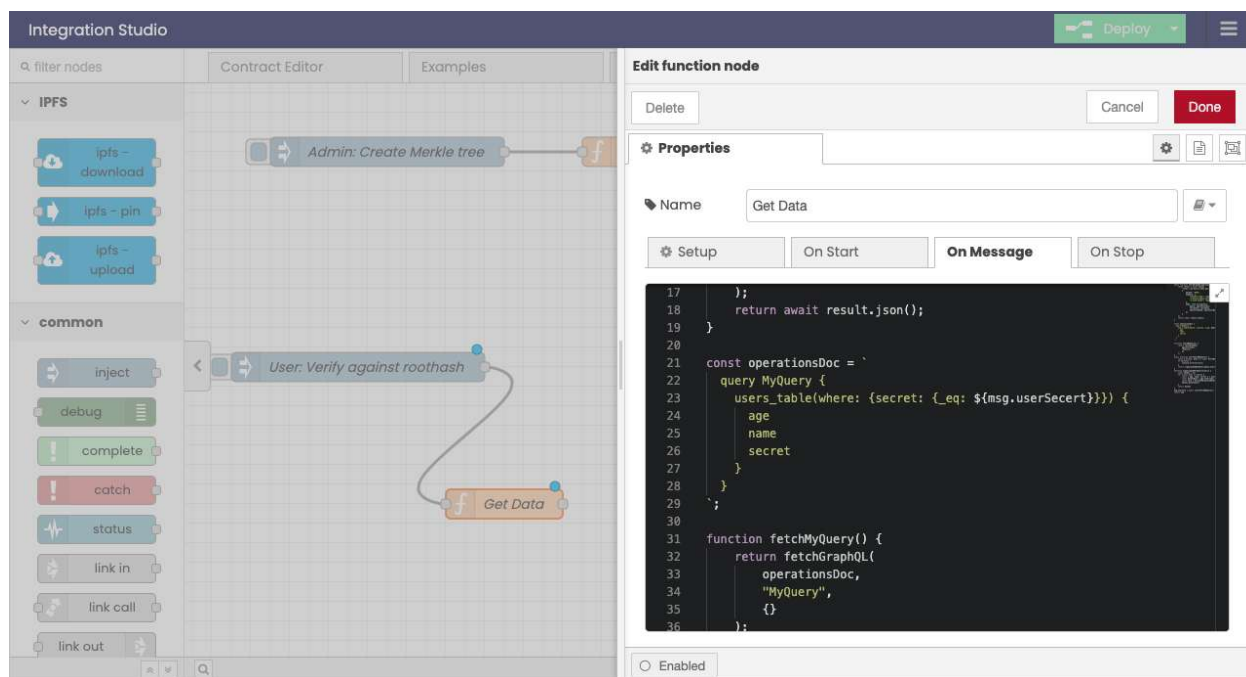 Integration Studio
Deploy
filter nodes
Contract Editor
Examples
Edit function node
IPFS
Delete
Cancel
Done
ipfs -
download
Admin: Create Merkle tree
Properties
ipfs - pin
Name
Get Data
ipfs -
upload
Setup
On Start
On Message
On Stop
common
inject
User: Verify against roothash
debug
complete
catch
Get Data
status
link in
link call
link out
17 );
18 return await result.json();
19 }
20
21 const operationsDoc = `
22 query MyQuery {
23 users_table(where: {secret: {_eq: ${msg.userSecert}}}) {
24 age
25 name
26 secret
27 }
28 }
29 `;
30
31 function fetchMyQuery() {
32 return fetchGraphQL(
33 operationsDoc,
34 "MyQuery",
35 {}
36 );
Enabled